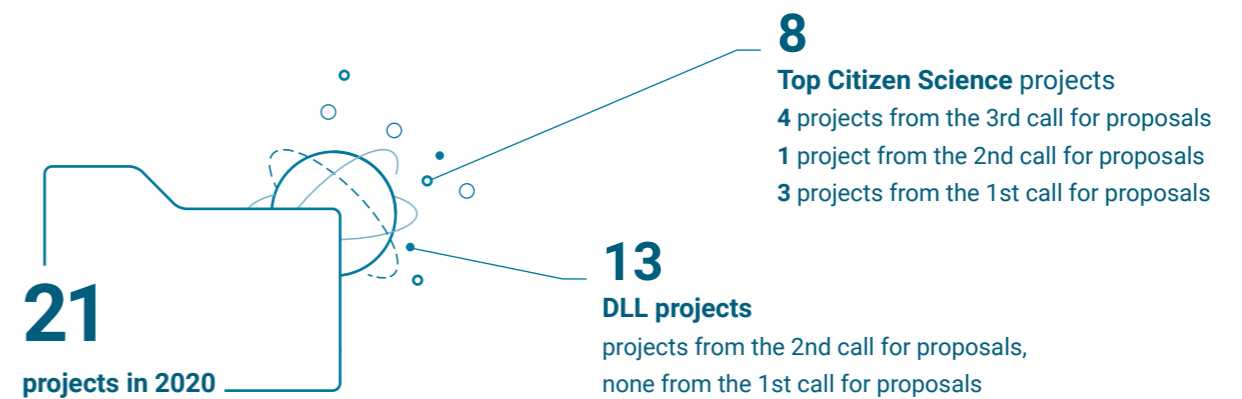 8
Top Citizen Science projects
4 projects from the 3rd call for proposals
1 project from the 2nd call for proposals
3 projects from the 1st call for proposals
13
DLL projects
projects from the 2nd call for proposals,
none from the 1st call for proposals
21
projects in 2020